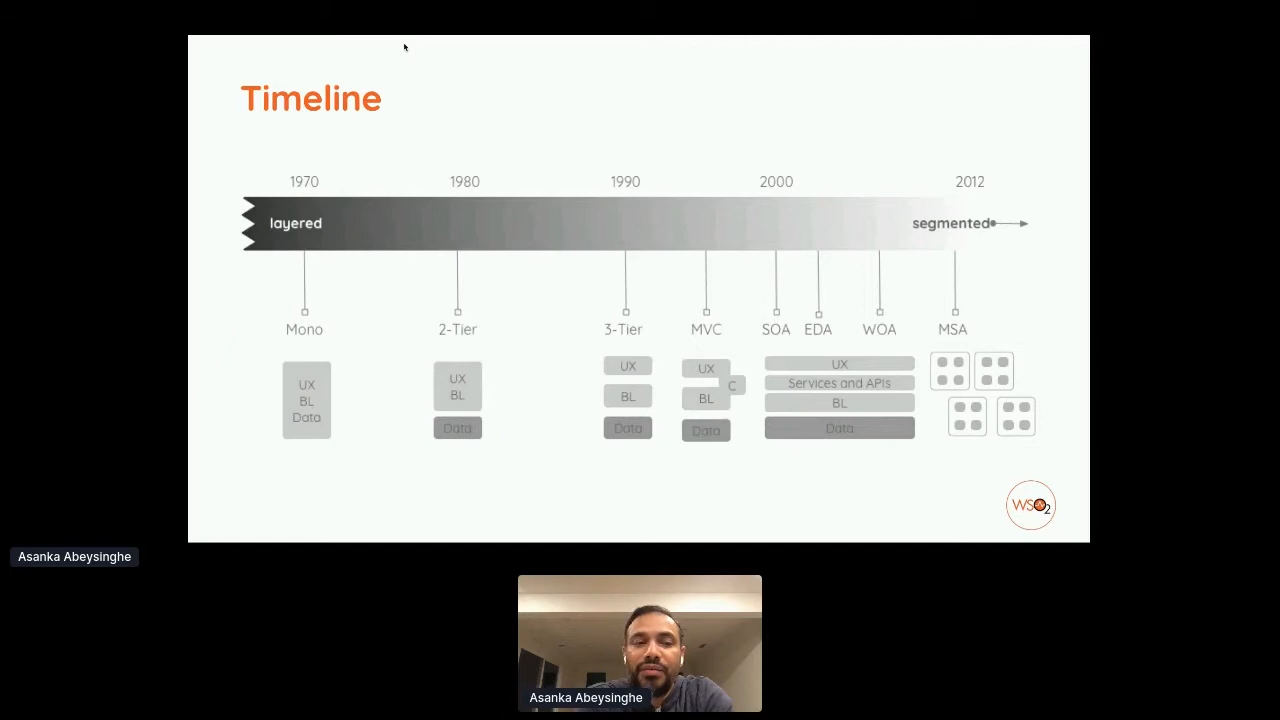 Timeline
1970 1980 1990 2000 2012
layered segmented
Mono 2-Tier 3-Tier MVC SOA EDA WOA MSA
UX
BL
Data
UX
BL
Data
UX
BL
Data
UX
C
BL
Data
UX
Services and APIs
BL
Data
WSO2
Asanka Abeysinghe
Asanka Abeysinghe